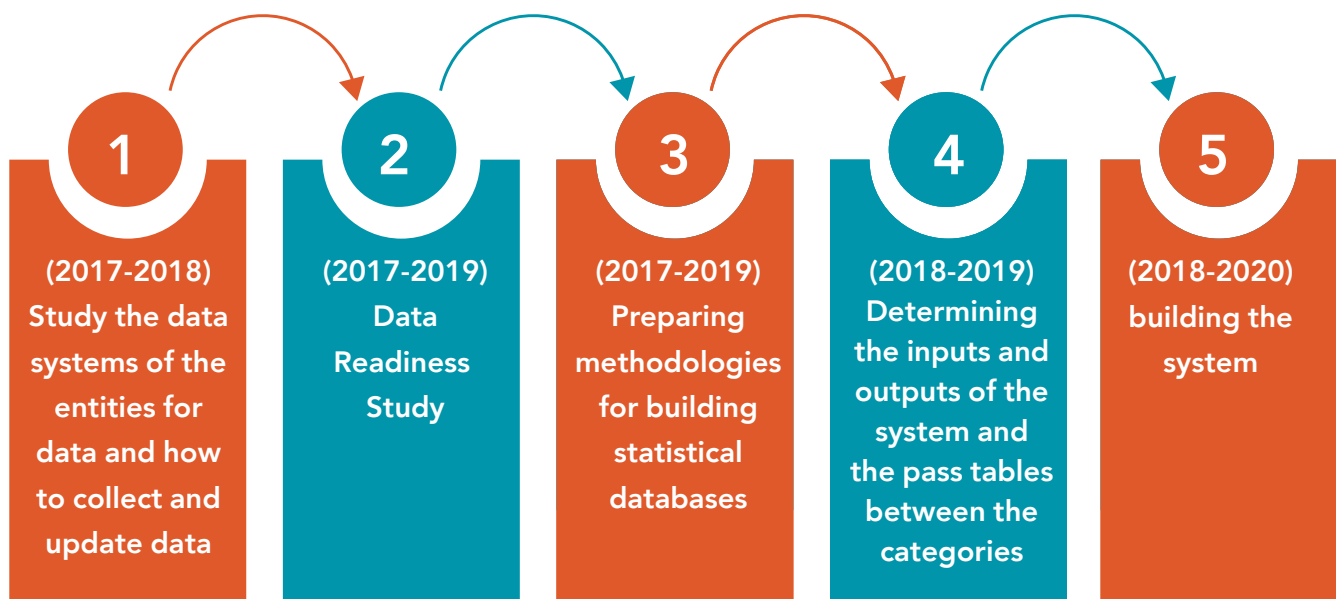 1
(2017-2018)
Study the data
systems of the
entities for
data and how
to collect and
update data
2
(2017-2019)
Data
Readiness
Study
3
(2017-2019)
Preparing
methodologies
for building
statistical
databases
4
(2018-2019)
Determining
the inputs and
outputs of the
system and
the pass tables
between the
categories
5
(2018-2020)
building the
system